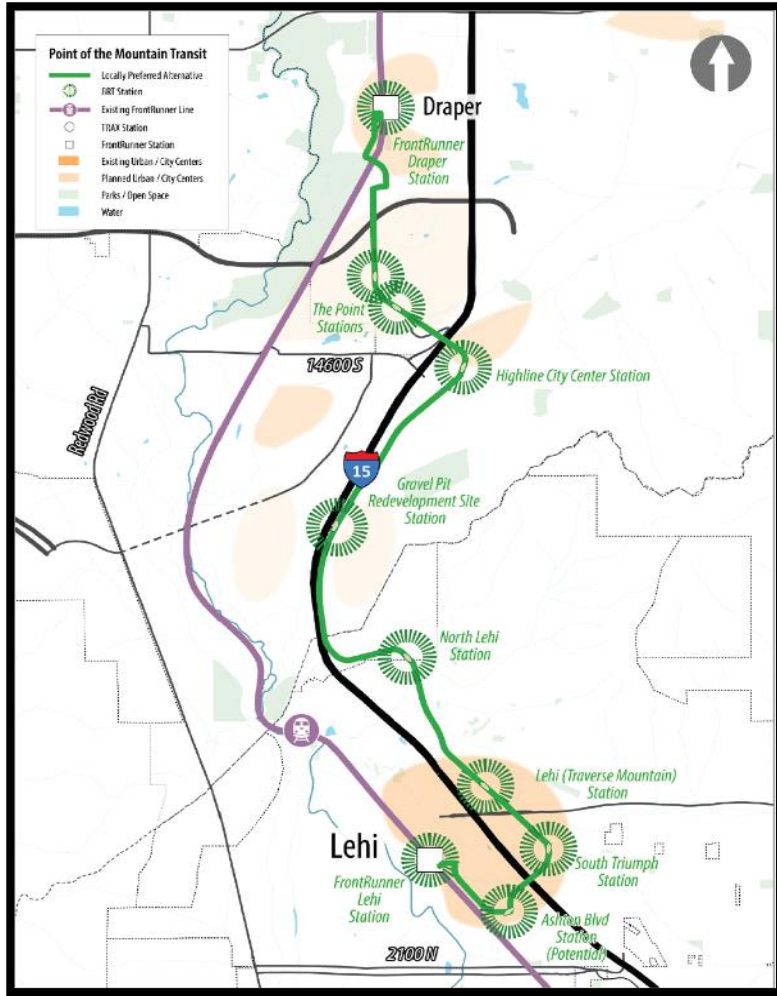 Point of the Mountain Transit
Locally Preferred Alternative
BRT Station
Existing FrontRunner Line
TRAX Station
FrontRunner Station
Existing Urban / City Centers
Planned Urban / City Centers
Parks / Open Space
Water
Draper
FrontRunner
Draper
Station
The Point
Stations
14600 S
Highline City Center Station
Redwood Rd
15
Gravel Pit
Redevelopment Site
Station
North Lehi
Station
Lehi (Traverse Mountain)
Station
Lehi
FrontRunner
Lehi
Station
South Triumph
Station
Ashton Blvd
Station
(Potential)
2100 N